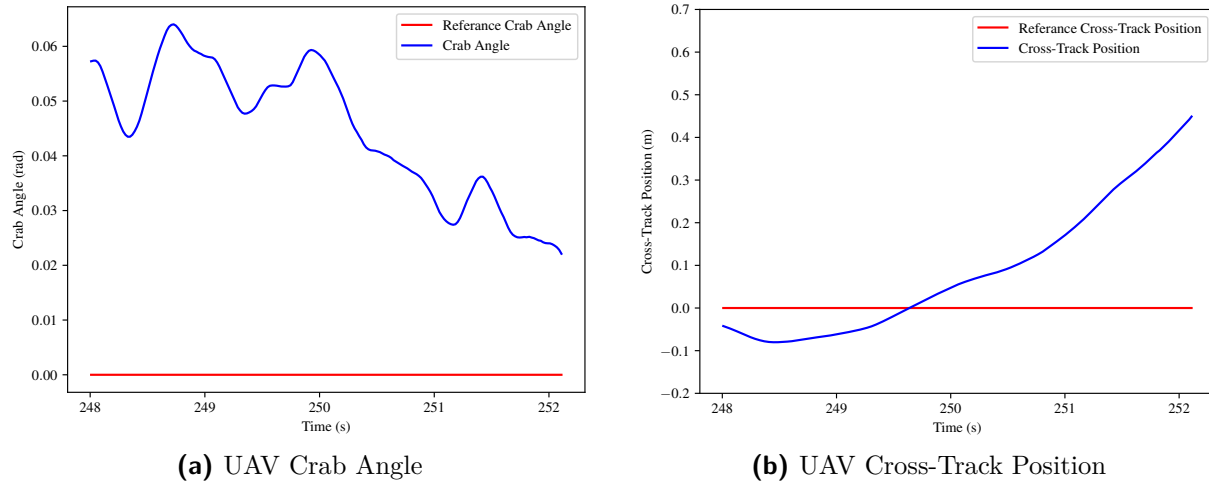 Referance Crab Angle
Crab Angle
0.06
0.05
0.04
0.03
0.02
0.01
0.00
Crab Angle (rad)
248 249 250 251 252
Time (s)
(a) UAV Crab Angle
Referance Cross-Track Position
Cross-Track Position
0.7
0.6
0.5
0.4
0.3
0.2
0.1
0.0
−0.1
−0.2
Cross-Track Position (m)
248 249 250 251 252
Time (s)
(b) UAV Cross-Track Position